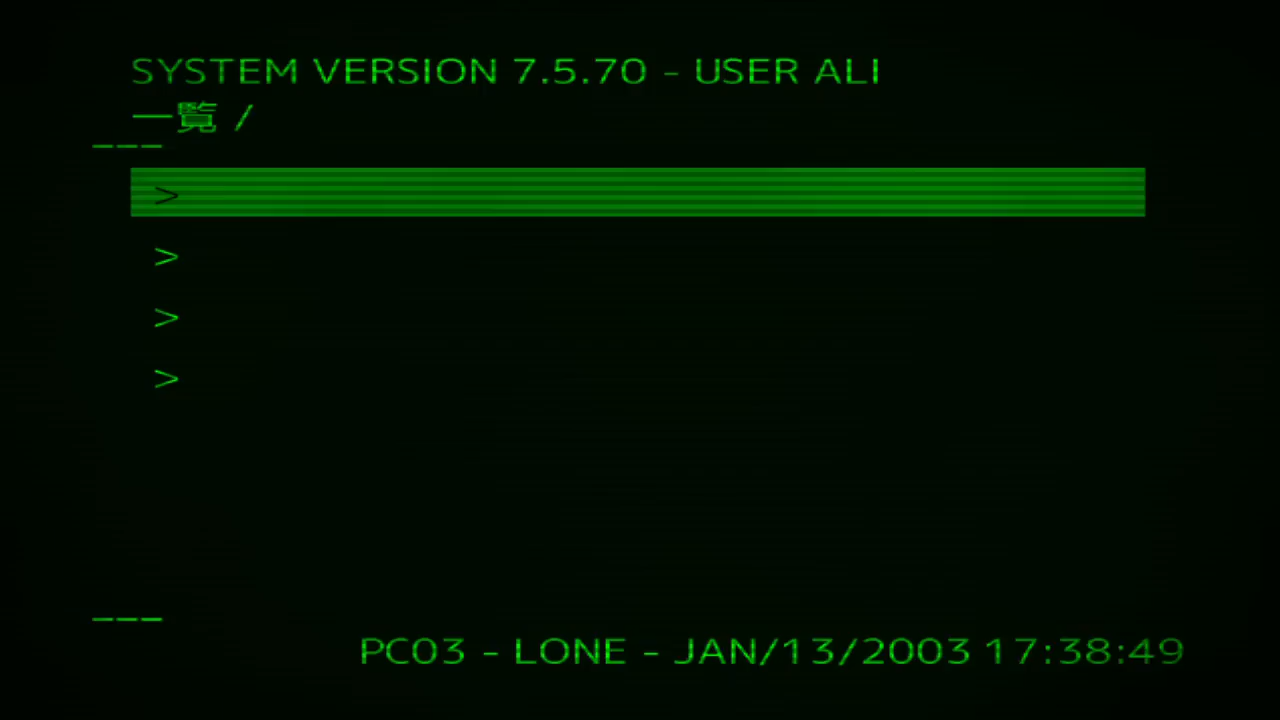 SYSTEM VERSION 7.5.70 - USER ALI
一覧 /
---
>
>
>
>
---
PC03 - LONE - JAN/13/2003 17:38:49